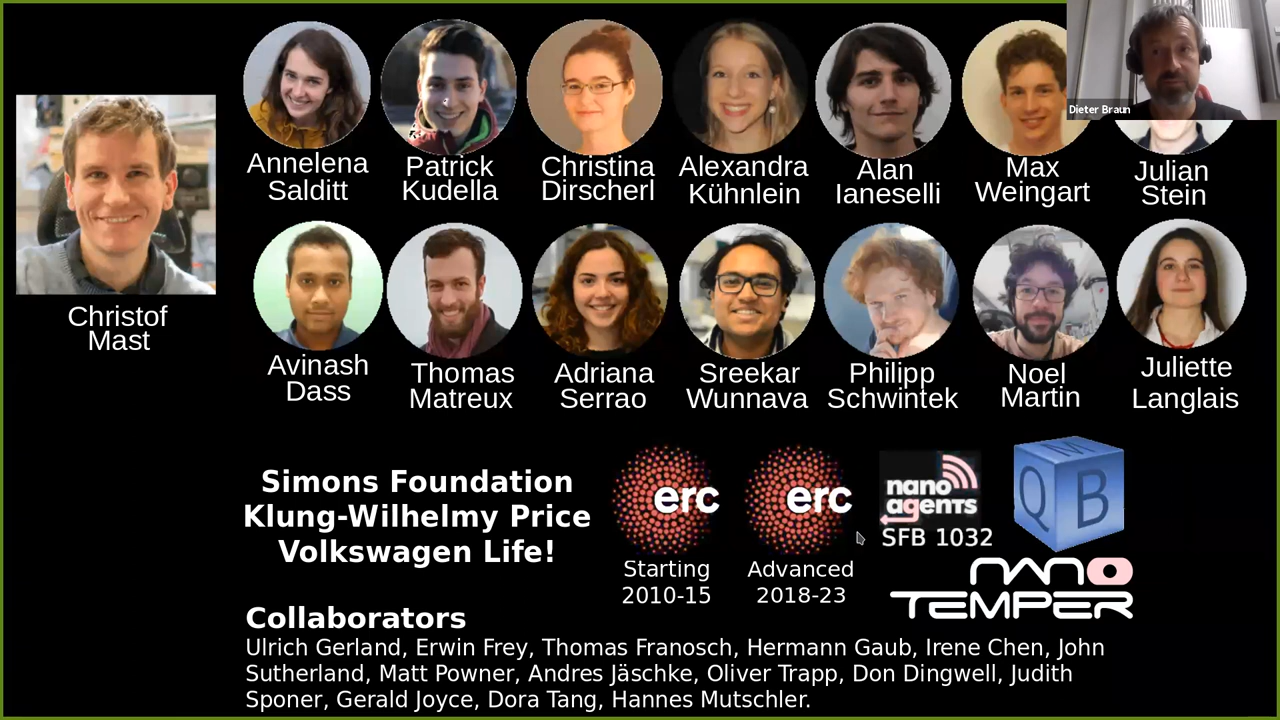 Dieter Braun
Annelena
Salditt
Patrick
Kudella
Christina
Dirscherl
Alexandra
Kühnlein
Alan
Ianeselli
Max
Weingart
Julian
Stein
Christof
Mast
Avinash
Dass
Thomas
Matreux
Adriana
Serrao
Sreekar
Wunnava
Philipp
Schwintek
Noel
Martin
Juliette
Langlais
Simons Foundation
Klung-Wilhelmy Price
Volkswagen Life!
erc
Starting
2010-15
erc
Advanced
2018-23
nano
agents
SFB 1032
Q M B
NANO
TEMPER
Collaborators
Ulrich Gerland, Erwin Frey, Thomas Franosch, Hermann Gaub, Irene Chen, John
Sutherland, Matt Powner, Andres Jäschke, Oliver Trapp, Don Dingwell, Judith
Sponer, Gerald Joyce, Dora Tang, Hannes Mutschler.